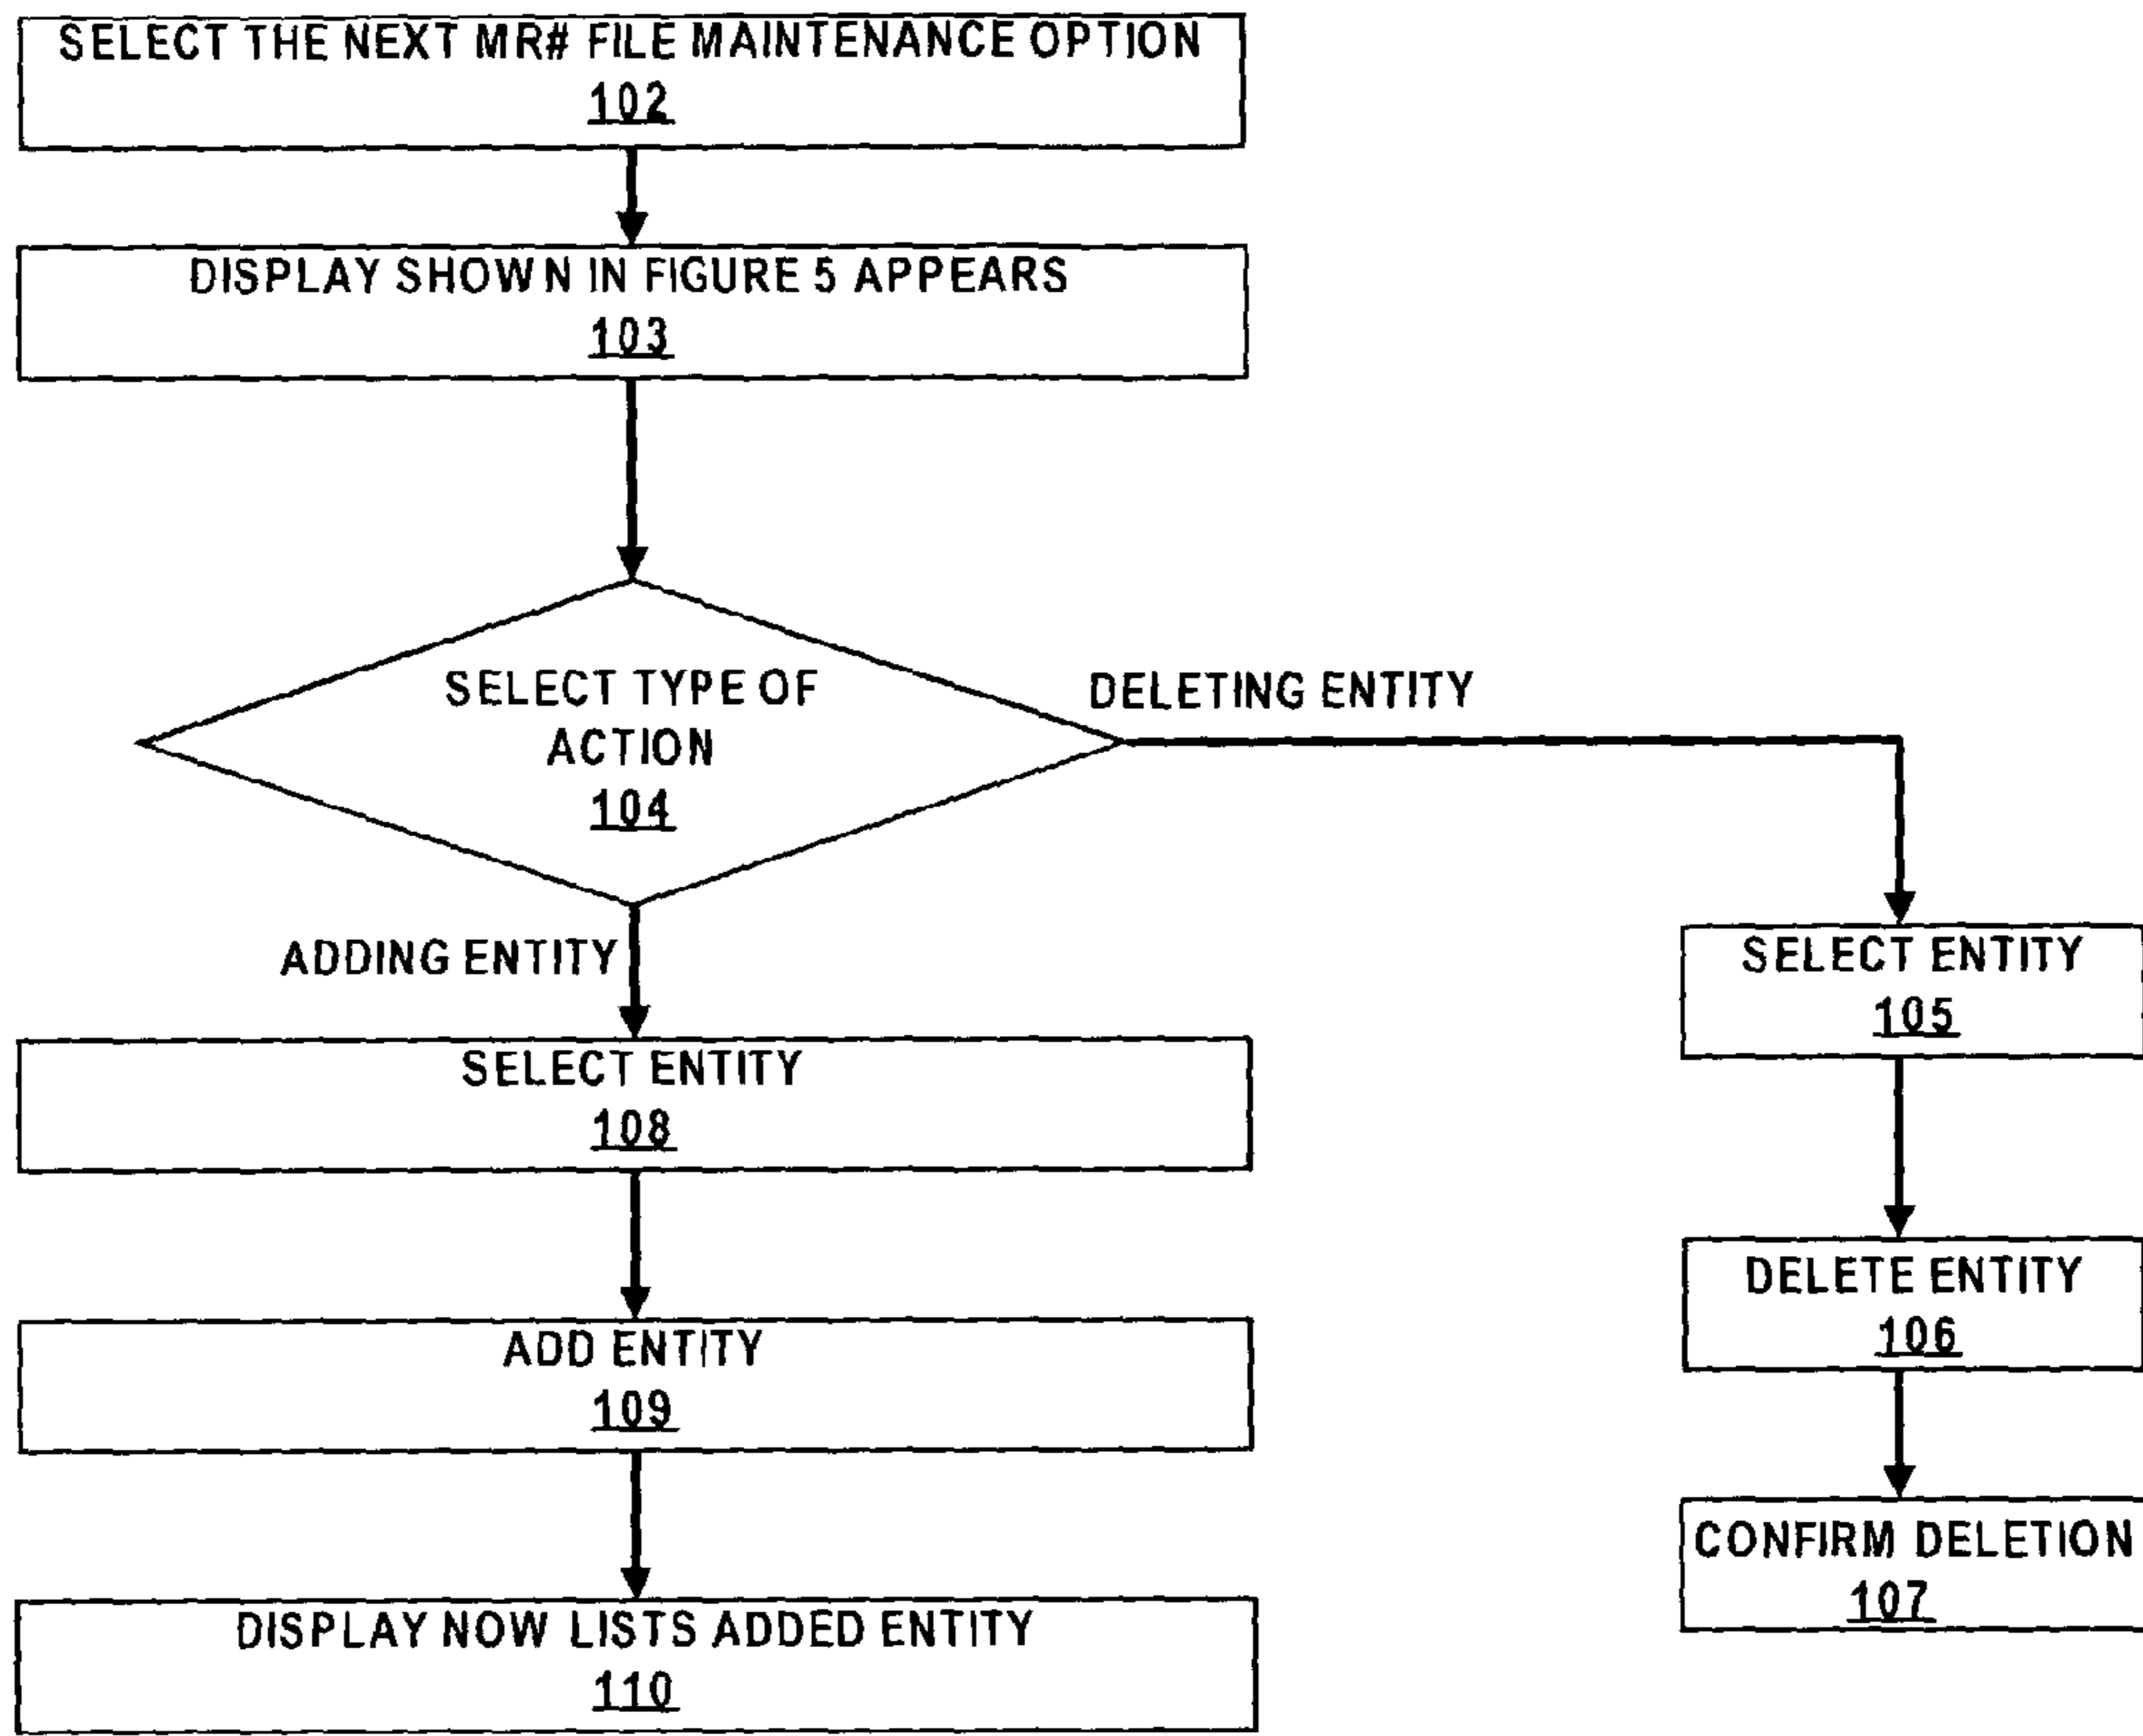 SELECT THE NEXT MR# FILE MAINTENANCE OPTION
102
DISPLAY SHOWN IN FIGURE 5 APPEARS
103
SELECT TYPE OF
ACTION
104
DELETING ENTITY
ADDING ENTITY
SELECT ENTITY
108
ADD ENTITY
109
DISPLAY NOW LISTS ADDED ENTITY
110
SELECT ENTITY
105
DELETE ENTITY
106
CONFIRM DELETION
107